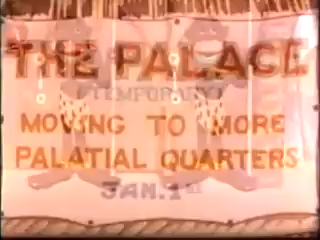 THE PALACE
(TEMPORARY)
MOVING TO MORE
PALATIAL QUARTERS
JAN. 1ST